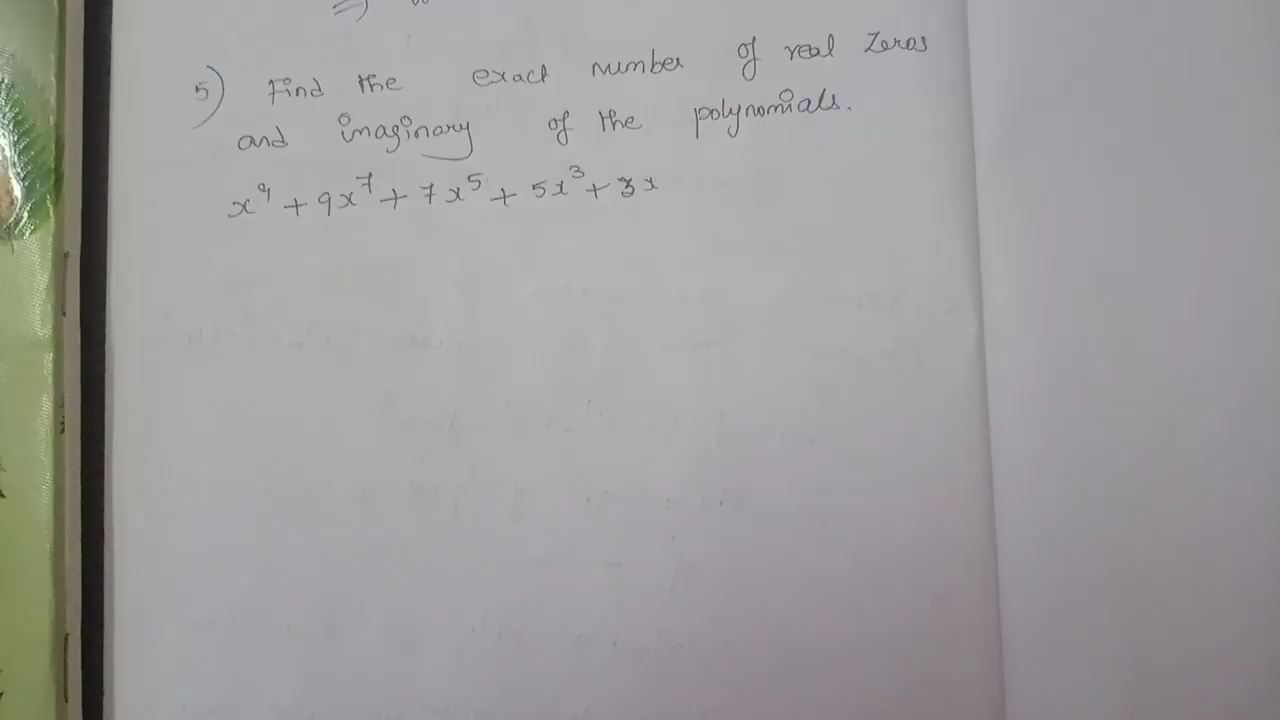 5) Find the exact number of real zeros
and imaginary of the polynomials.
x⁹ + 9x⁷ + 7x⁵ + 5x³ + 3x